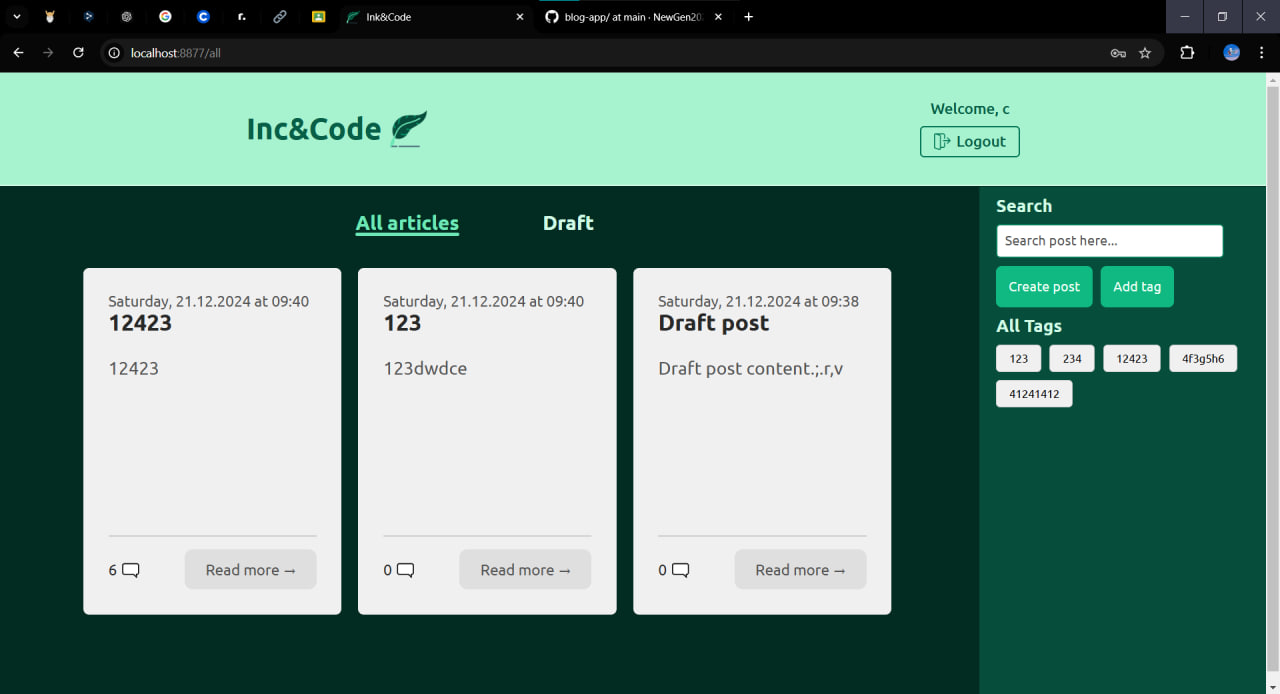 Ink&Code
blog-app/ at main · NewGen20
localhost:8877/all
Inc&Code
Welcome, c
Logout
All articles
Draft
Saturday, 21.12.2024 at 09:40
12423
12423
6
Read more →
Saturday, 21.12.2024 at 09:40
123
123dwdce
0
Read more →
Saturday, 21.12.2024 at 09:38
Draft post
Draft post content.;.r,v
0
Read more →
Search
Search post here...
Create post
Add tag
All Tags
123
234
12423
4f3g5h6
41241412